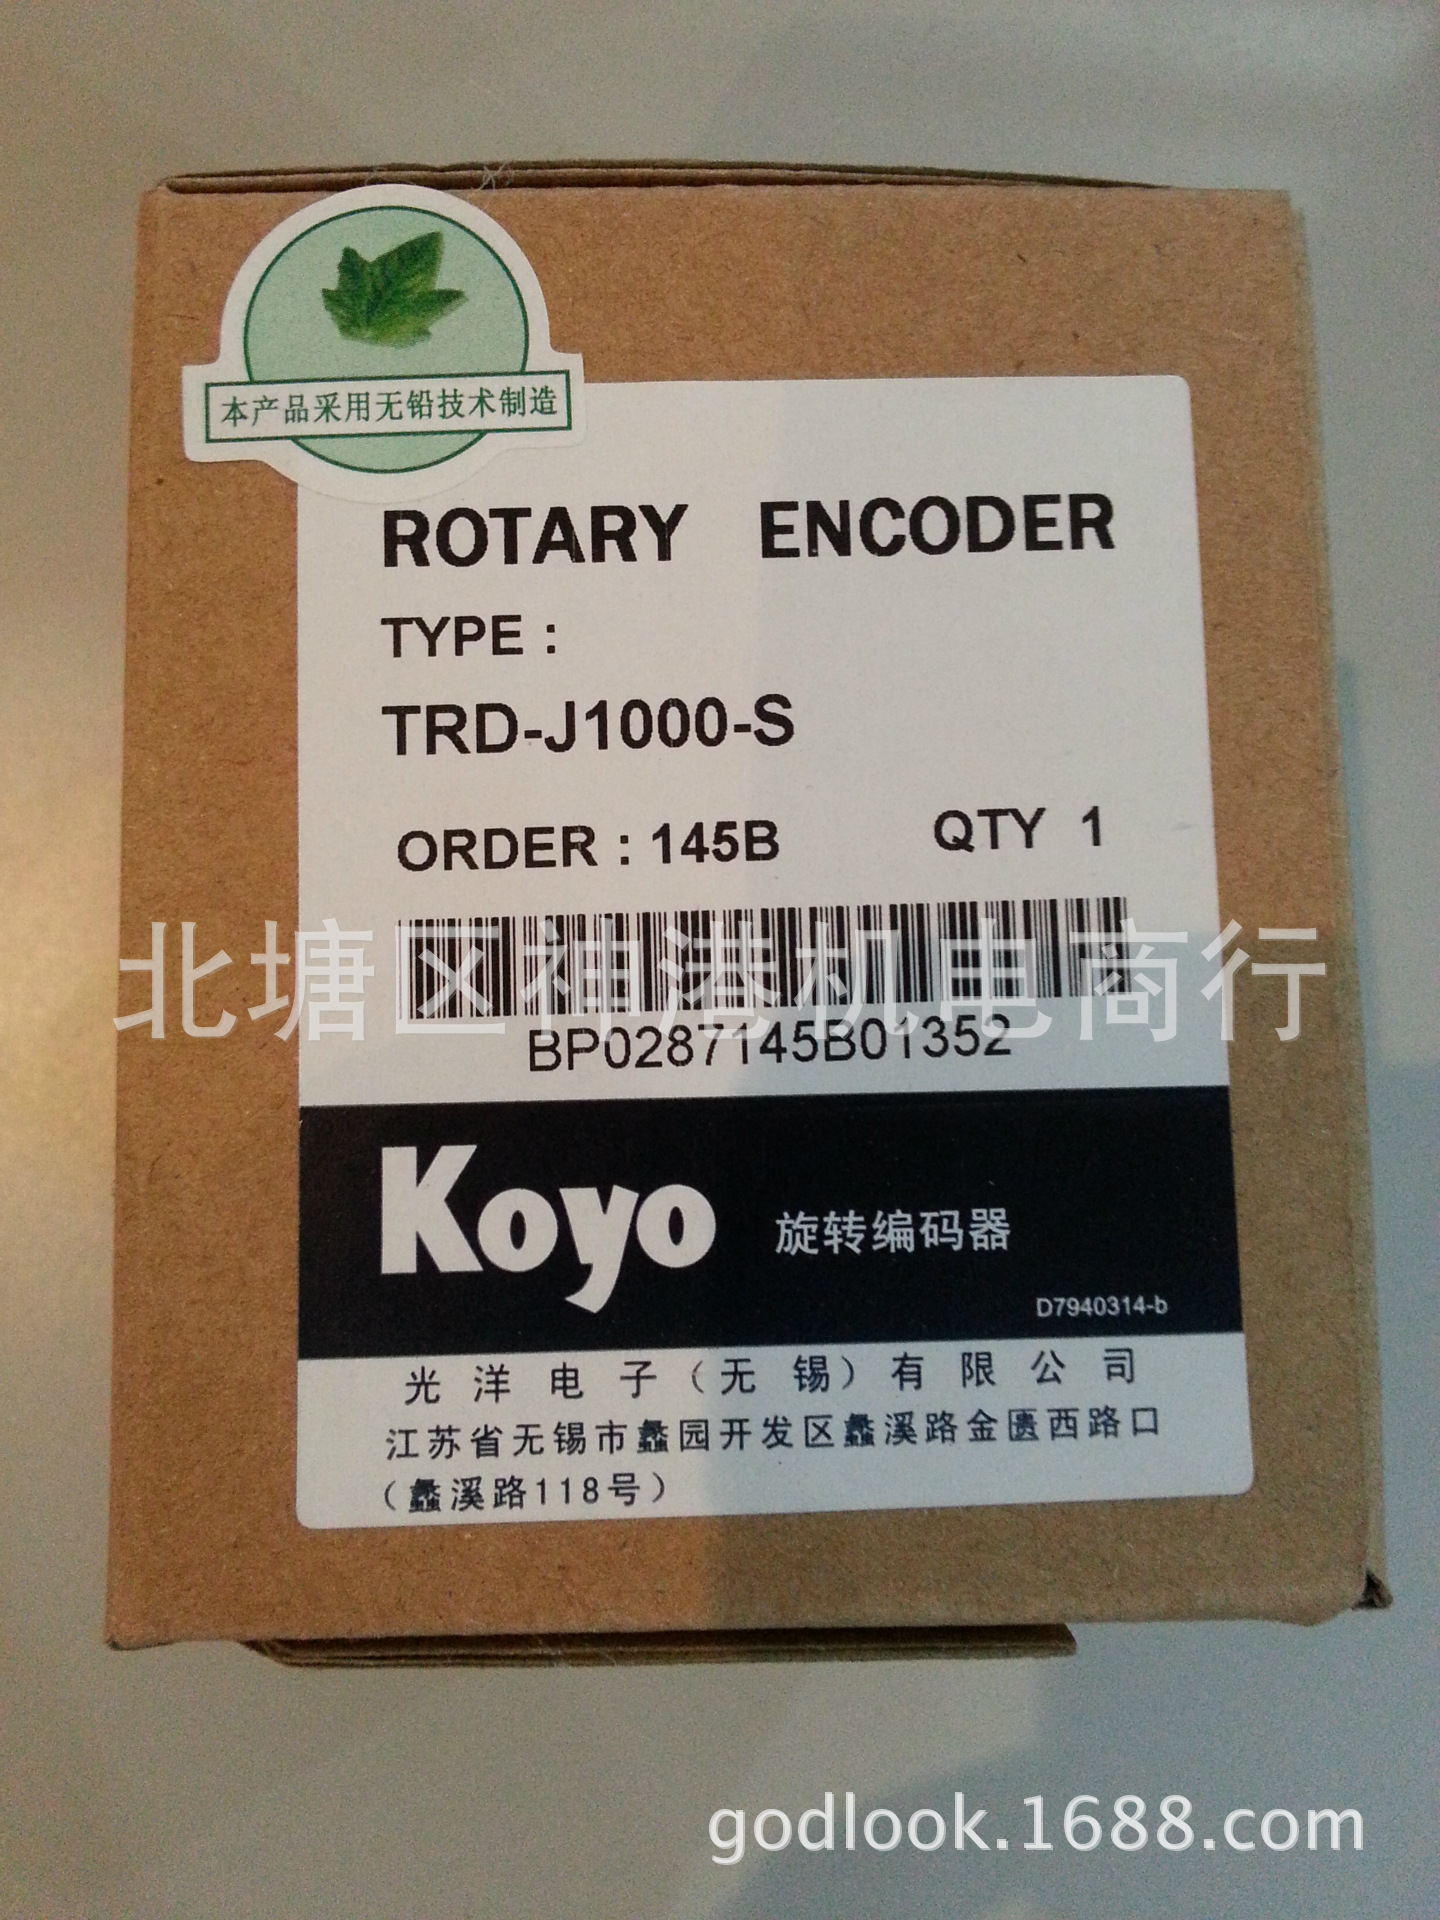 本产品采用无铅技术制造
ROTARY ENCODER
TYPE :
TRD-J1000-S
ORDER : 145B QTY 1
北塘区神港机电商行
BP0287145B01352
Koyo 旋转编码器
D7940314-b
光洋电子（无锡）有限公司
江苏省无锡市蠡园开发区蠡溪路金匮西路口
（蠡溪路118号）
godlook.1688.com